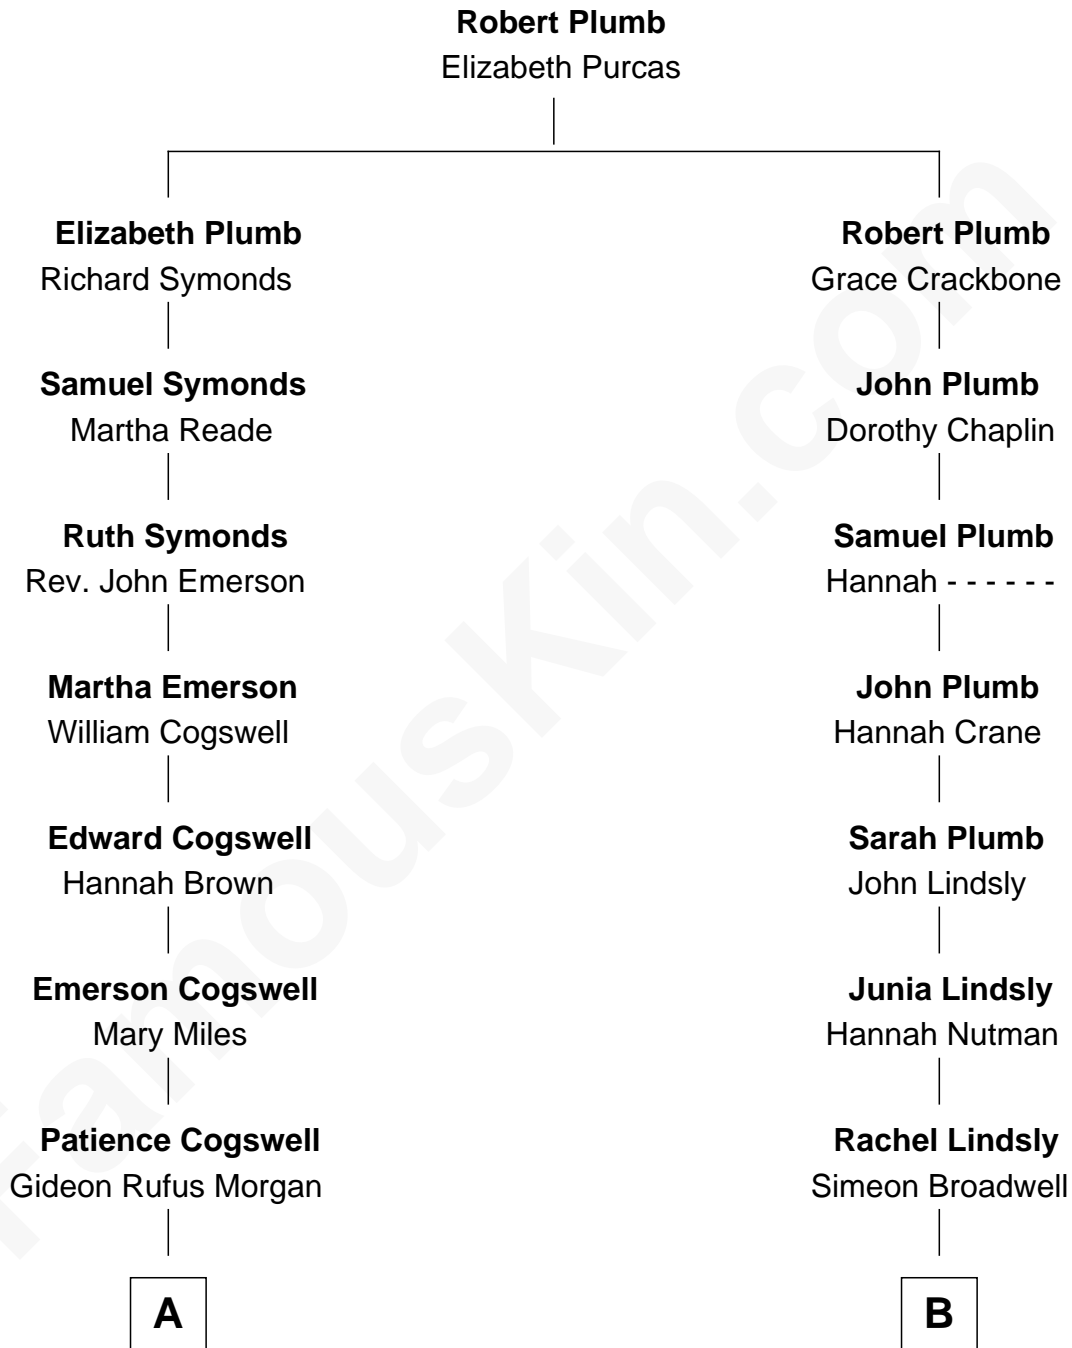 Robert Plumb
Elizabeth Purcas
Elizabeth Plumb
Richard Symonds
Robert Plumb
Grace Crackbone
Samuel Symonds
Martha Reade
John Plumb
Dorothy Chaplin
Ruth Symonds
Rev. John Emerson
Samuel Plumb
Hannah - - - - - -
Martha Emerson
William Cogswell
John Plumb
Hannah Crane
Edward Cogswell
Hannah Brown
Sarah Plumb
John Lindsly
Emerson Cogswell
Mary Miles
Junia Lindsly
Hannah Nutman
Patience Cogswell
Gideon Rufus Morgan
Rachel Lindsly
Simeon Broadwell
A
B
FamousKin.com